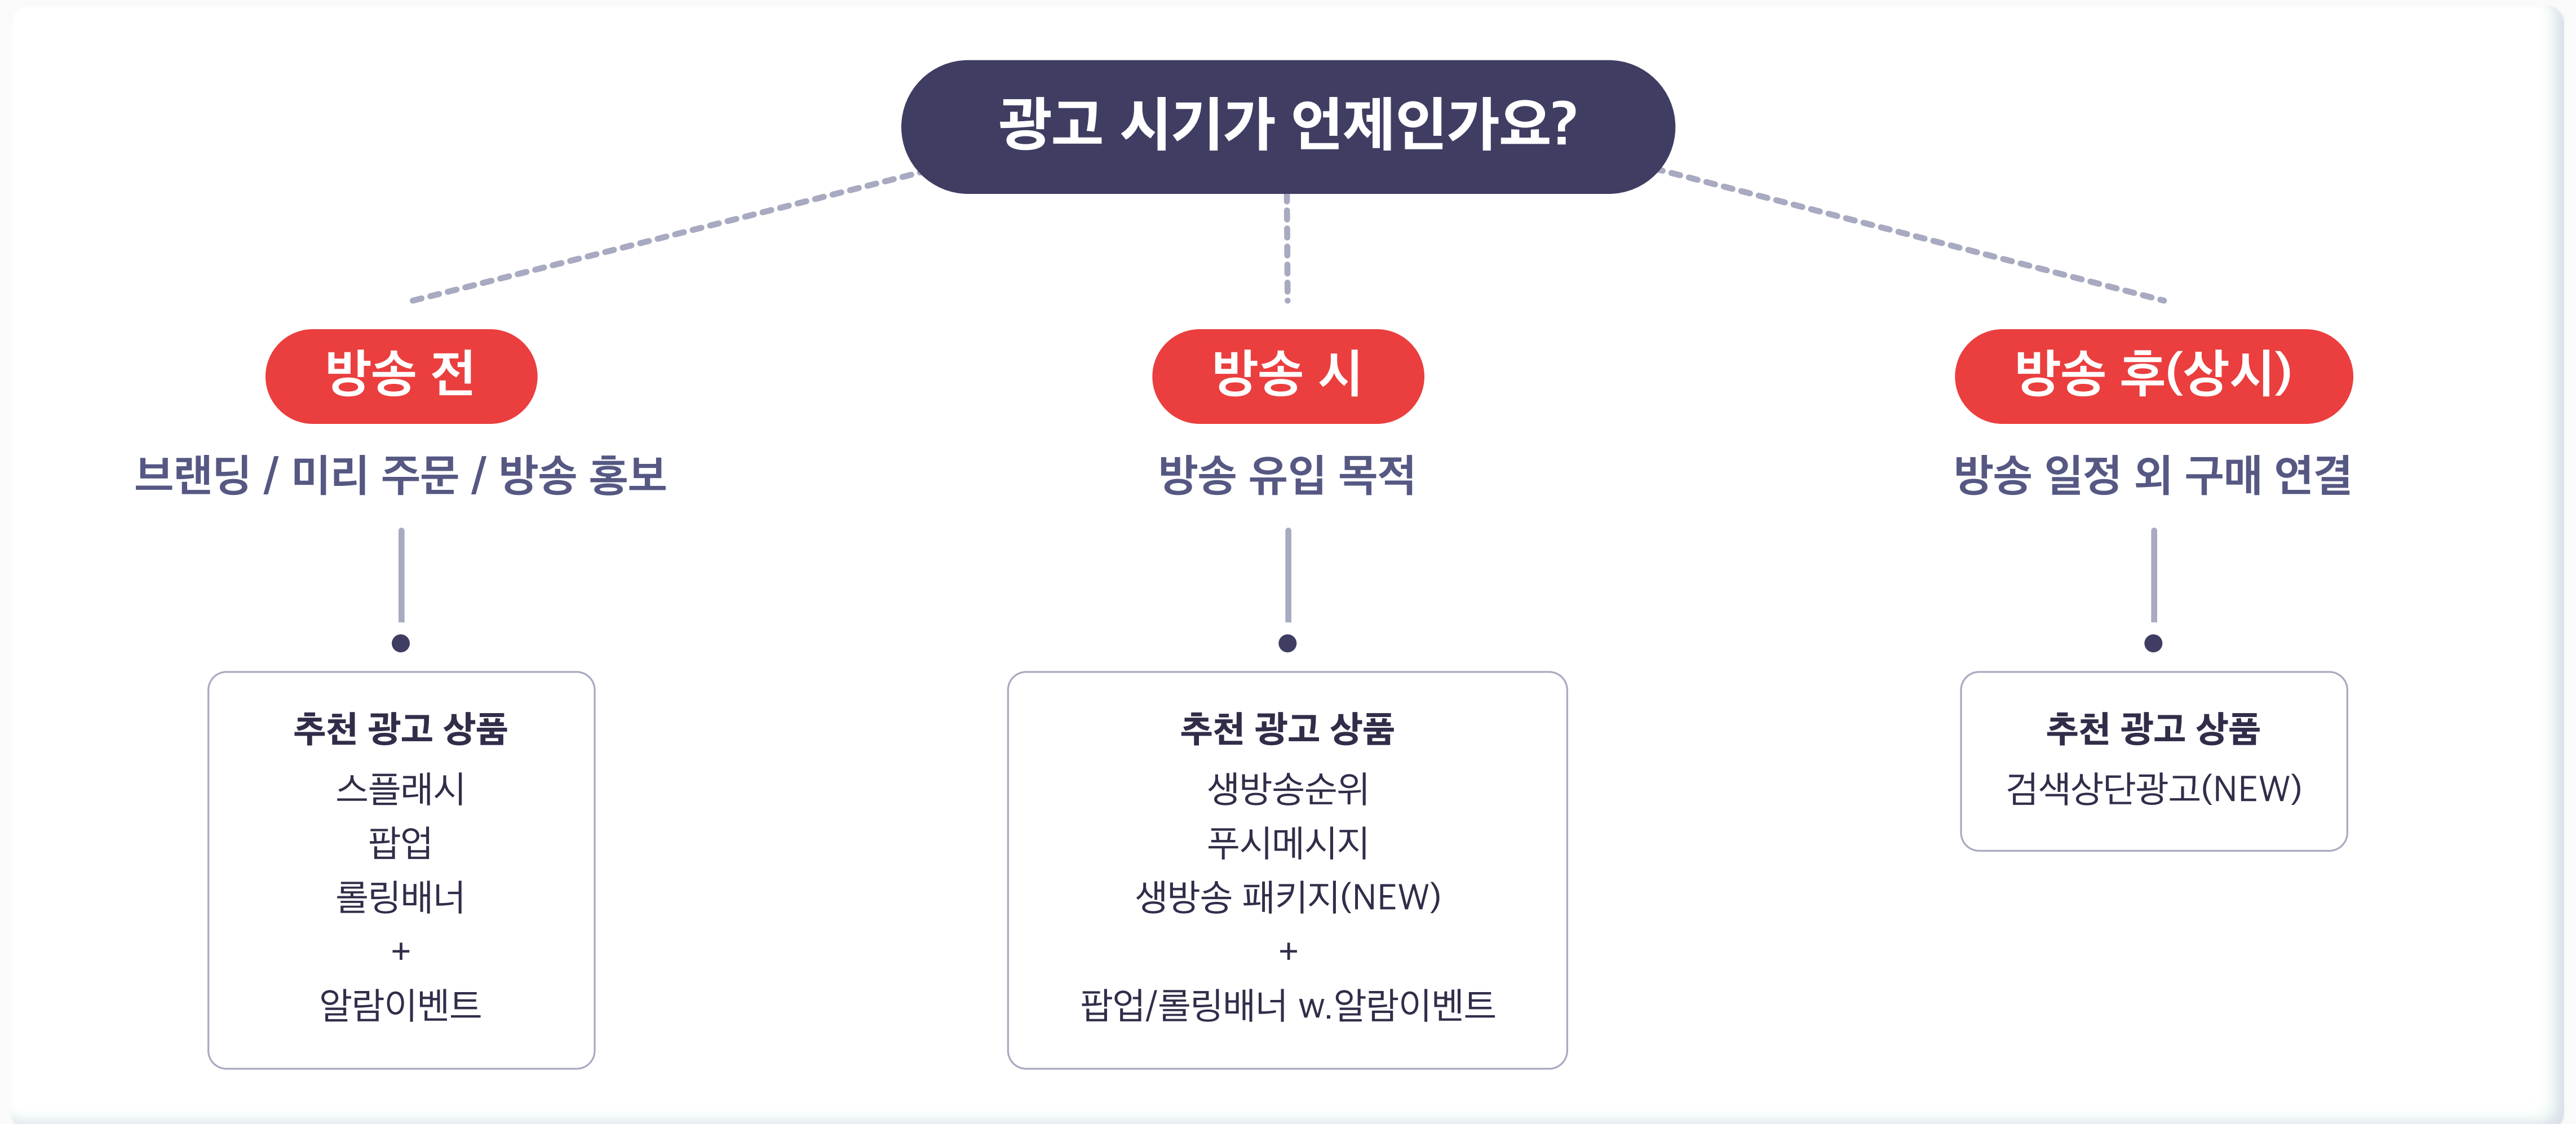 광고 시기가 언제인가요?
방송 전
브랜딩 / 미리 주문 / 방송 홍보
추천 광고 상품
스플래시
팝업
롤링배너
+
알람이벤트
방송 시
방송 유입 목적
추천 광고 상품
생방송순위
푸시메시지
생방송 패키지(NEW)
+
팝업/롤링배너 w.알람이벤트
방송 후(상시)
방송 일정 외 구매 연결
추천 광고 상품
검색상단광고(NEW)